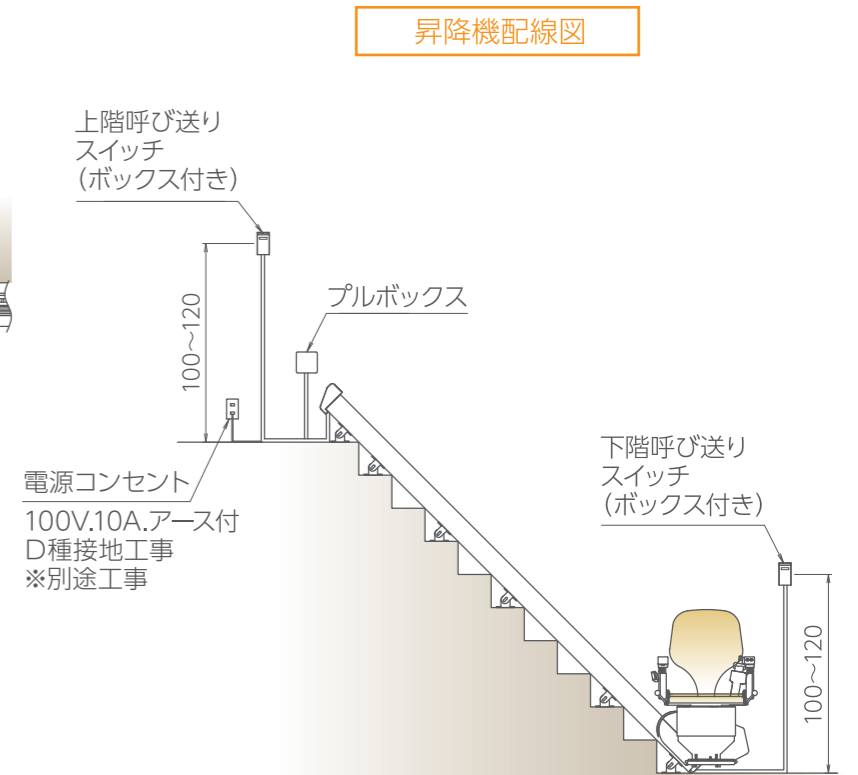 昇降機配線図
上階呼び送り
スイッチ
（ボックス付き）
100～120
プルボックス
電源コンセント
100V.10A.アース付
D種接地工事
※別途工事
下階呼び送り
スイッチ
（ボックス付き）
100～120